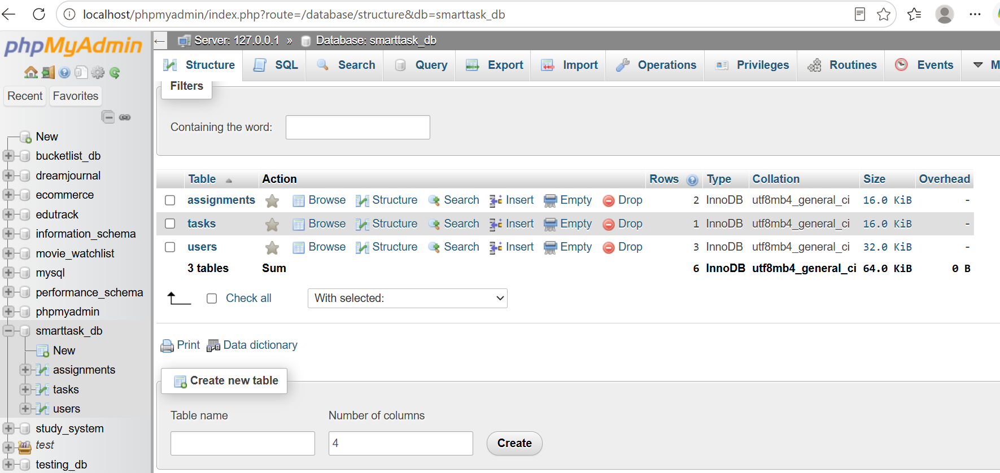 localhost/phpmyadmin/index.php?route=/database/structure&db=smarttask_db
phpMyAdmin
Recent Favorites
New
bucketlist_db
dreamjournal
ecommerce
edutrack
information_schema
movie_watchlist
mysql
performance_schema
phpmyadmin
smarttask_db
New
assignments
tasks
users
study_system
test
testing_db
Server: 127.0.0.1 » Database: smarttask_db
Structure SQL Search Query Export Import Operations Privileges Routines Events M
Filters
Containing the word:
Table Action Rows Type Collation Size Overhead
assignments Browse Structure Search Insert Empty Drop 2 InnoDB utf8mb4_general_ci 16.0 KiB -
tasks Browse Structure Search Insert Empty Drop 1 InnoDB utf8mb4_general_ci 16.0 KiB -
users Browse Structure Search Insert Empty Drop 3 InnoDB utf8mb4_general_ci 32.0 KiB -
3 tables Sum 6 InnoDB utf8mb4_general_ci 64.0 KiB 0 B
Check all With selected:
Print Data dictionary
Create new table
Table name Number of columns
4 Create